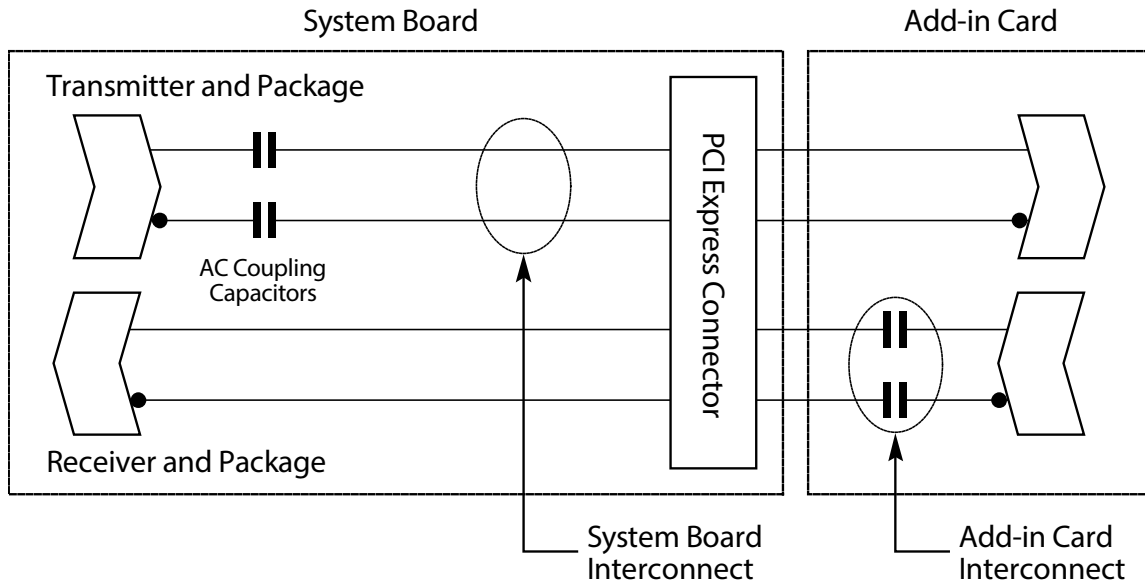 System Board
Add-in Card
Transmitter and Package
PCI Express Connector
AC Coupling
Capacitors
Receiver and Package
System Board
Interconnect
Add-in Card
Interconnect